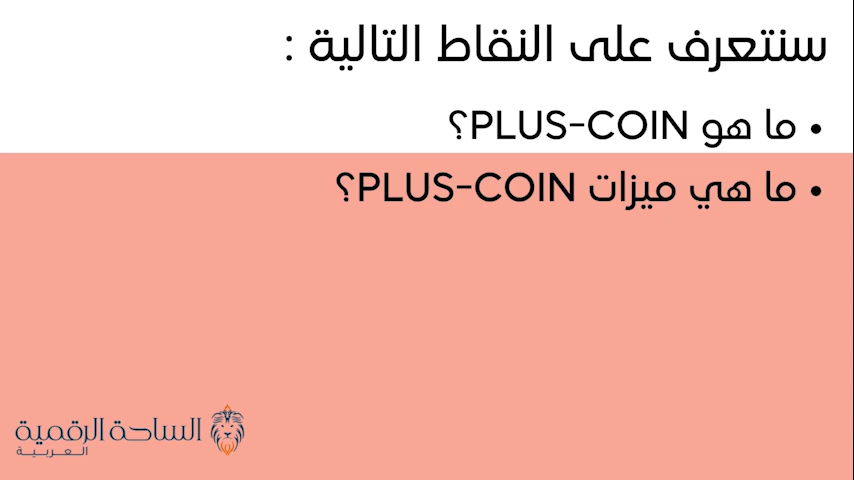 سنتعرف على النقاط التالية :
• ما هو PLUS-COIN؟
• ما هي ميزات PLUS-COIN؟
الساحة الرقمية
العربية